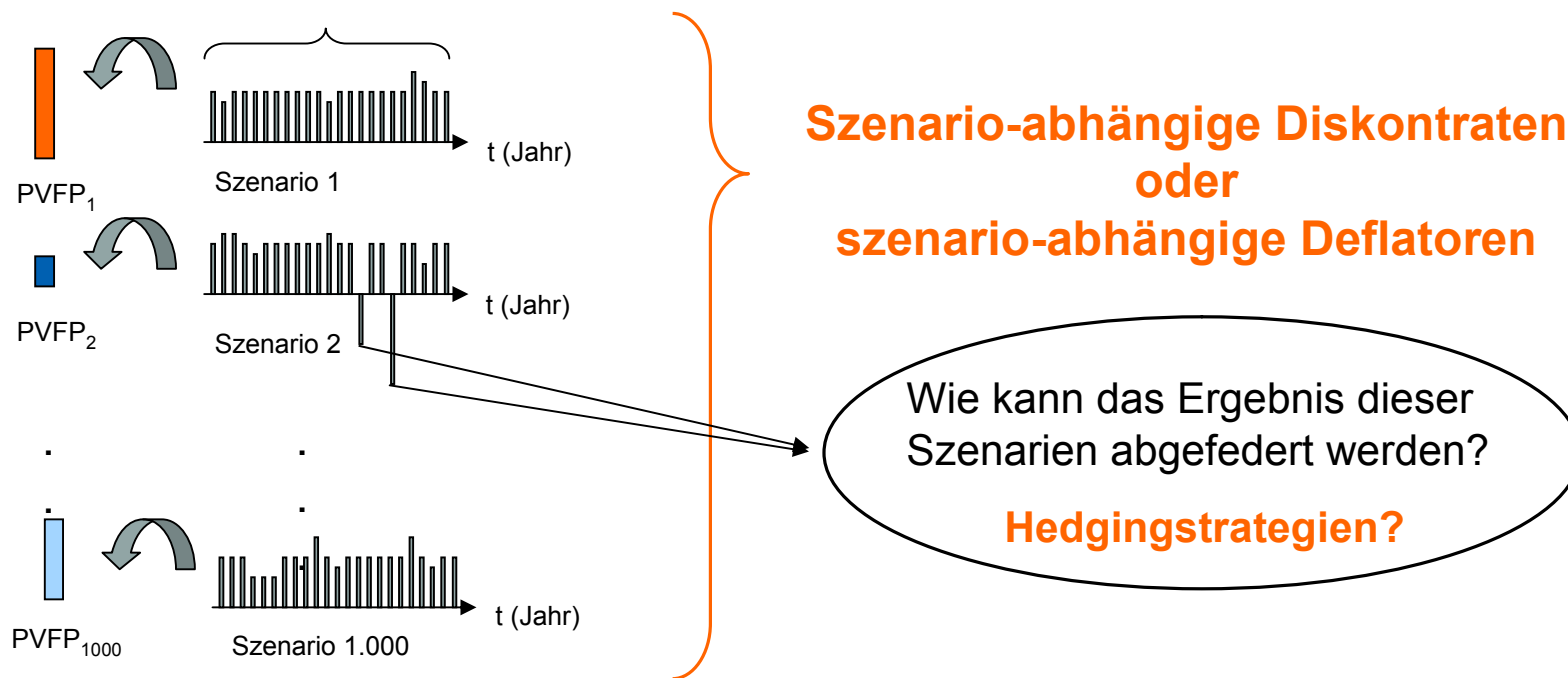 t (Jahr)
Szenario 1
PVFP1
t (Jahr)
Szenario 2
PVFP2
t (Jahr)
Szenario 1.000
PVFP1000
Szenario-abhängige Diskontraten
oder
szenario-abhängige Deflatoren
Wie kann das Ergebnis dieser
Szenarien abgefedert werden?
Hedgingstrategien?